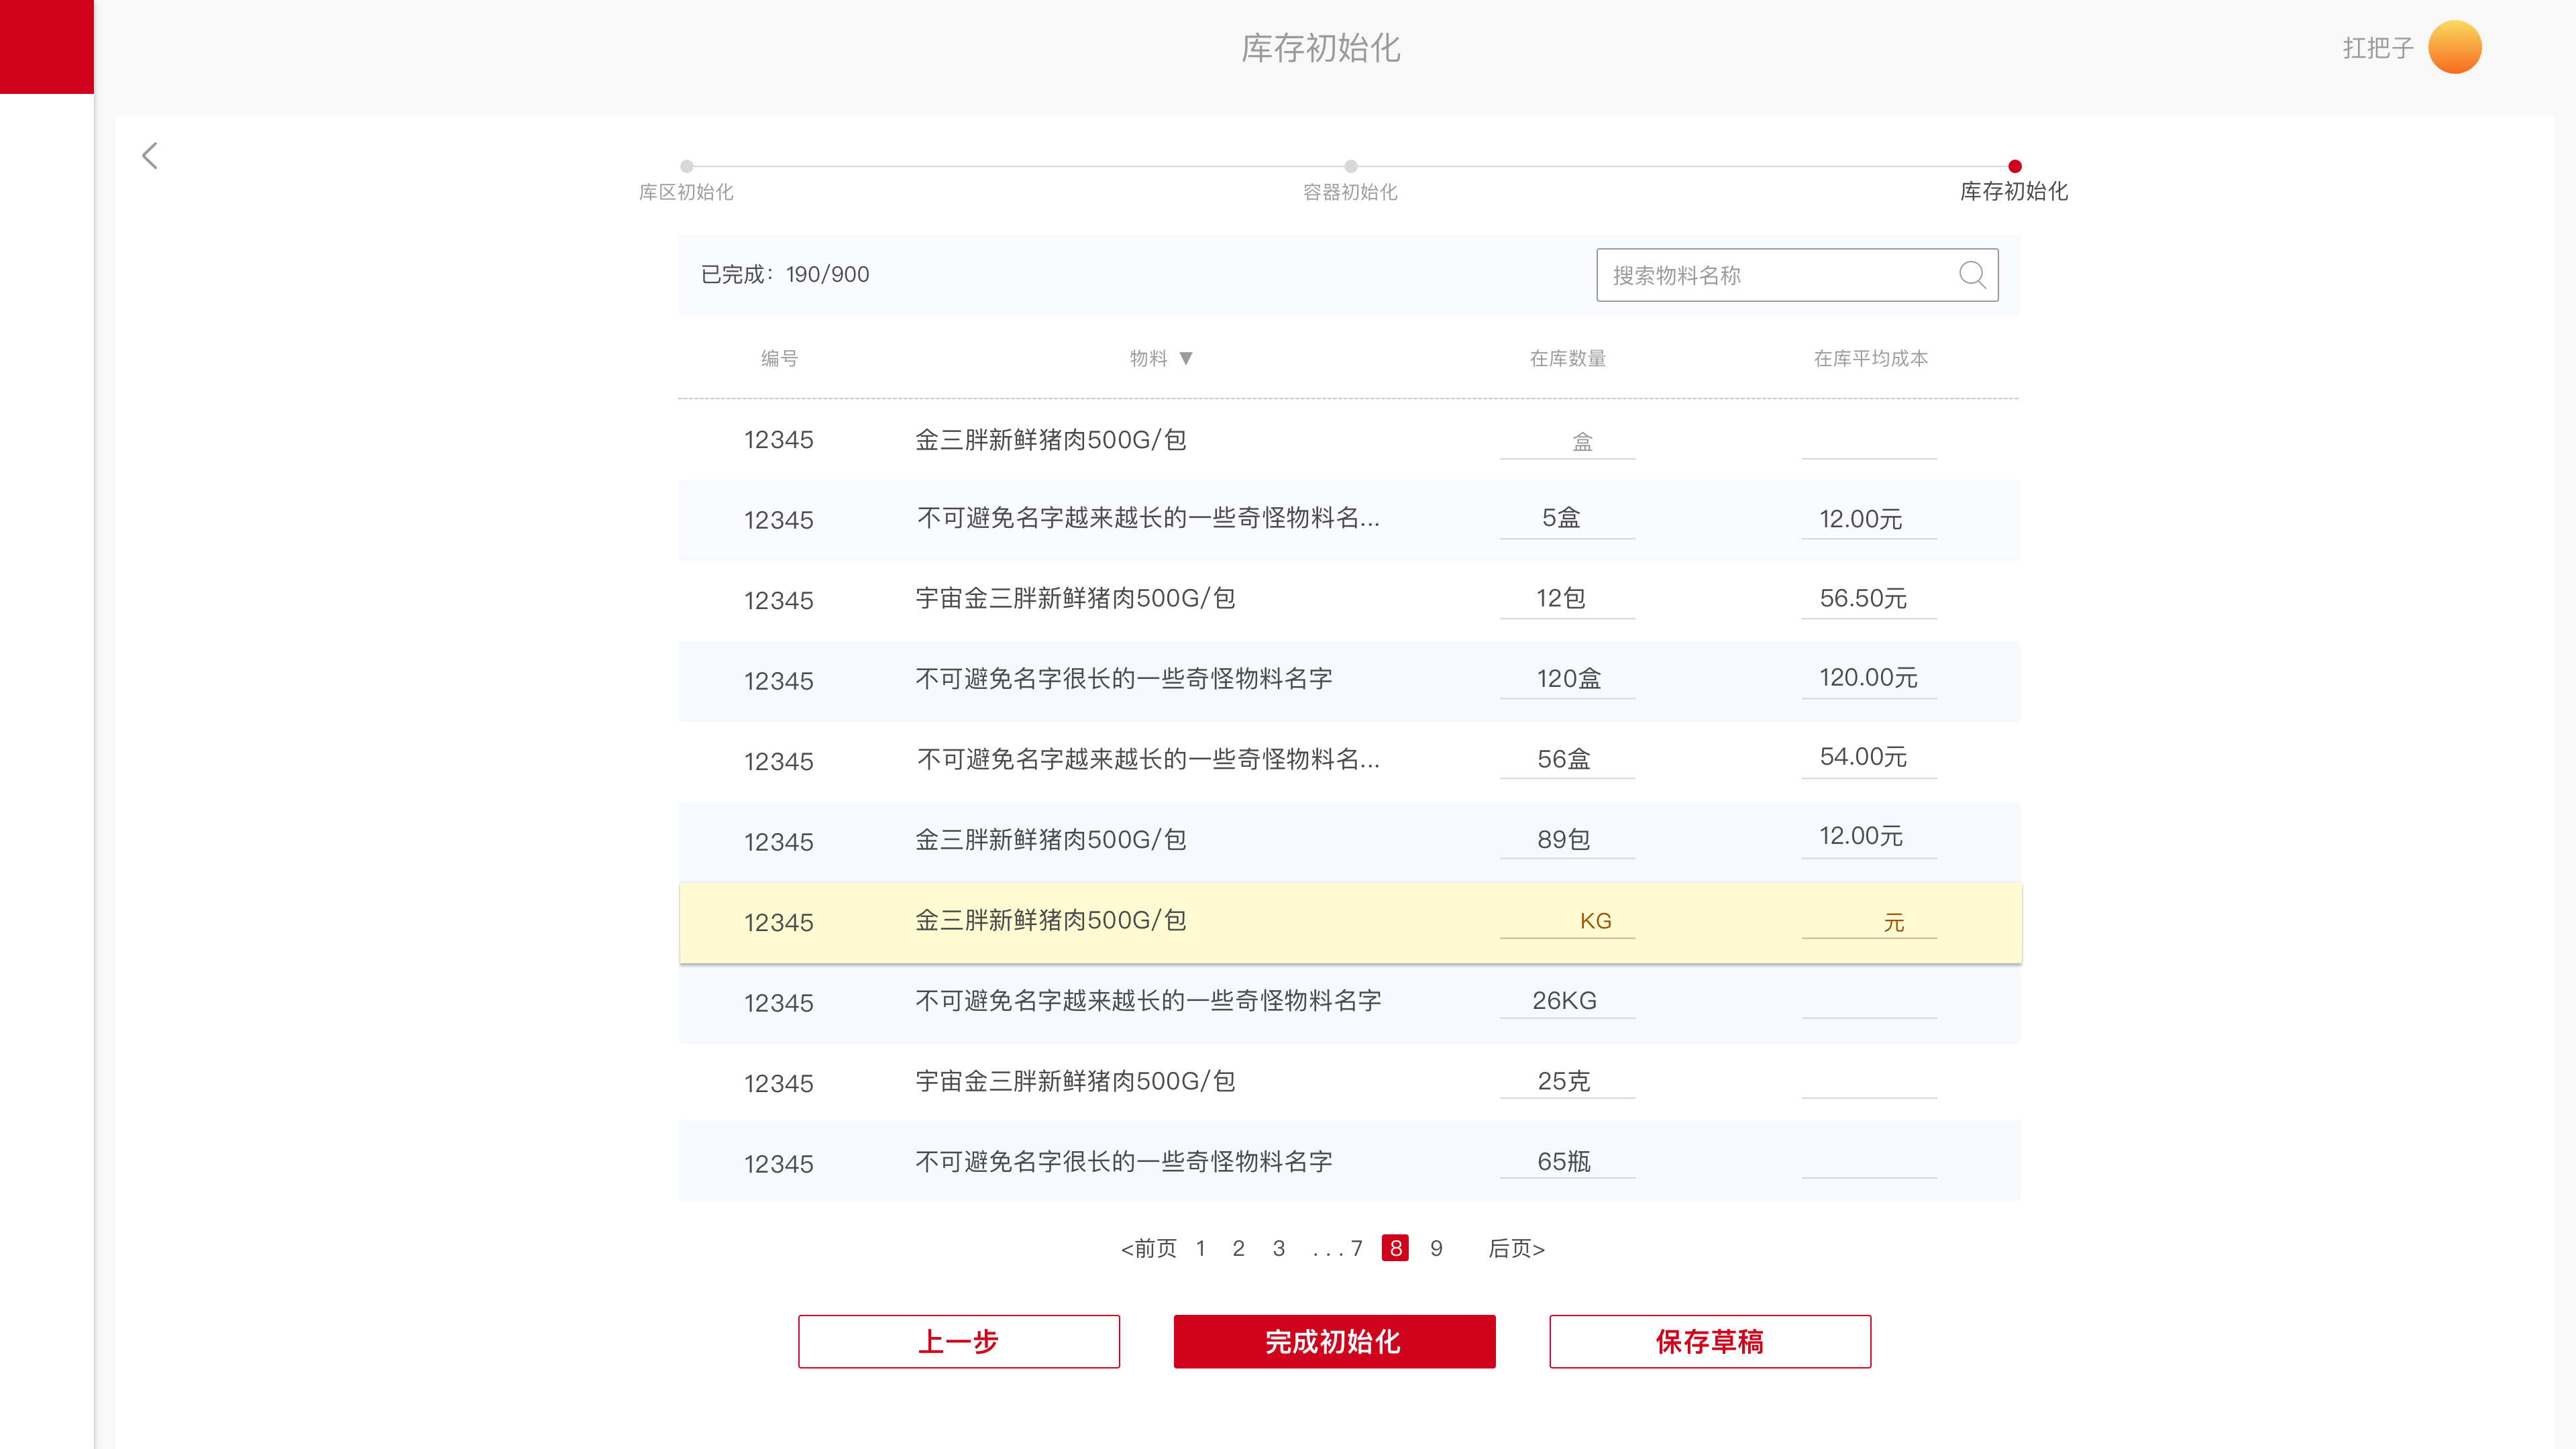 库存初始化
扛把子
库区初始化
容器初始化
库存初始化
已完成：190/900
搜索物料名称
编号 物料 ▼ 在库数量 在库平均成本
12345 金三胖新鲜猪肉500G/包 盒
12345 不可避免名字越来越长的一些奇怪物料名... 5盒 12.00元
12345 宇宙金三胖新鲜猪肉500G/包 12包 56.50元
12345 不可避免名字很长的一些奇怪物料名字 120盒 120.00元
12345 不可避免名字越来越长的一些奇怪物料名... 56盒 54.00元
12345 金三胖新鲜猪肉500G/包 89包 12.00元
12345 金三胖新鲜猪肉500G/包 KG 元
12345 不可避免名字越来越长的一些奇怪物料名字 26KG
12345 宇宙金三胖新鲜猪肉500G/包 25克
12345 不可避免名字很长的一些奇怪物料名字 65瓶
<前页 1 2 3 ...7 8 9 后页>
上一步 完成初始化 保存草稿